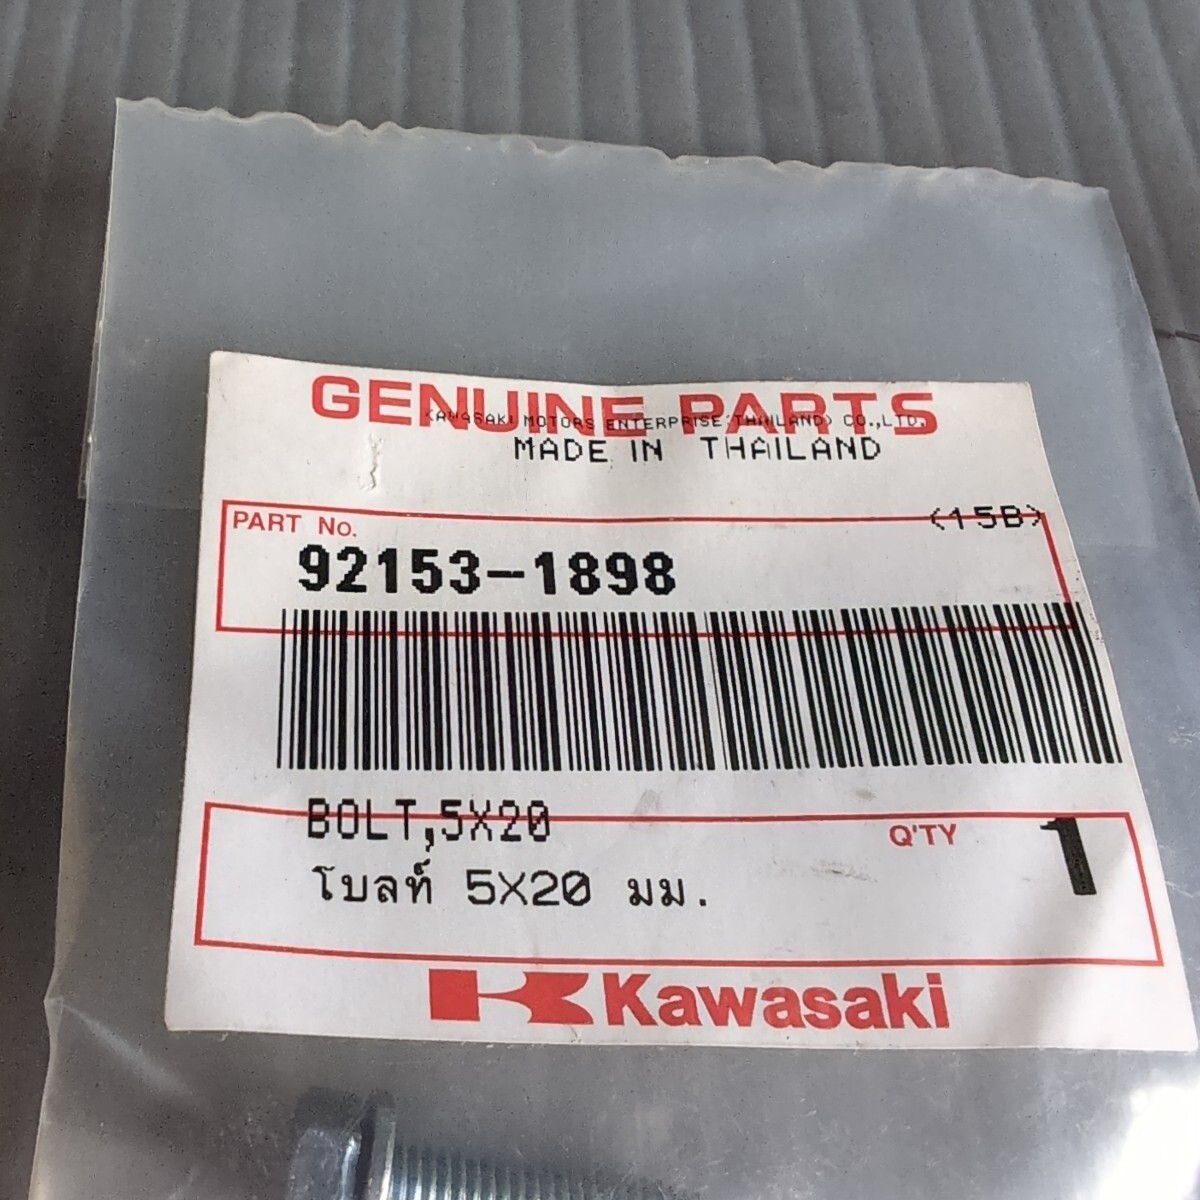 GENUINE PARTS
KAWASAKI MOTORS ENTERPRISE(THAILAND) CO.,LTD.
MADE IN THAILAND
(15B)
PART No.
92153-1898
BOLT,5X20
Q'TY 1
โบลท์ 5X20 มม.
Kawasaki